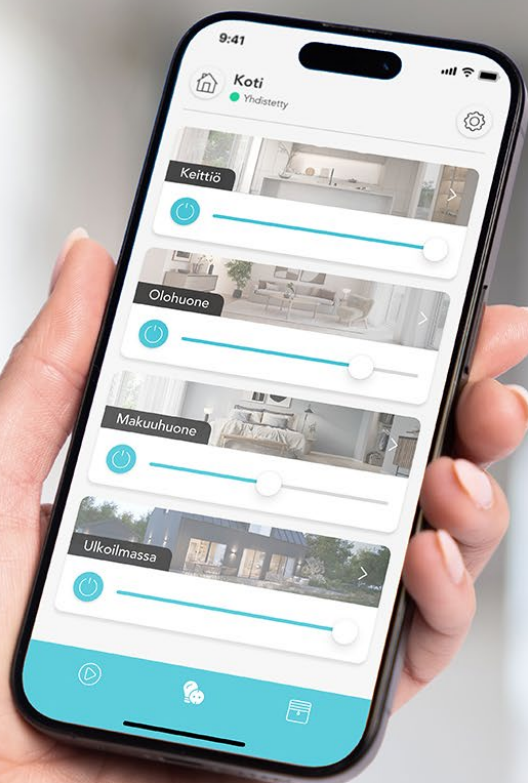 9:41
Koti
Yhdistetty
Keittiö
Olohuone
Makuuhuone
Ulkoilmassa